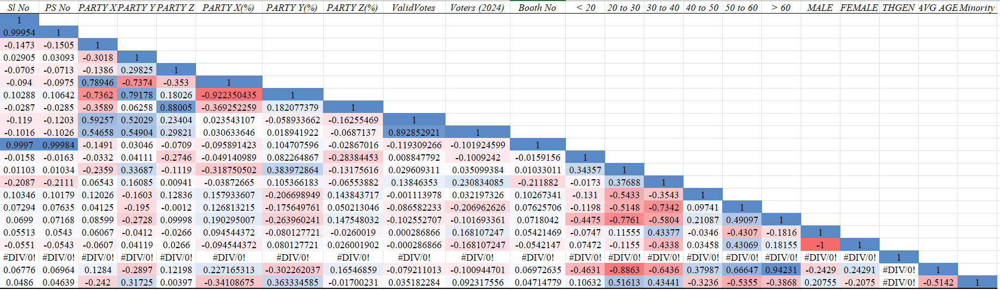 Sl No PS No PARTY X PARTY Y PARTY Z PARTY X(%) PARTY Y(%) PARTY Z(%) ValidVotes Voters (2024) Booth No < 20 20 to 30 30 to 40 40 to 50 50 to 60 > 60 MALE FEMALE THGEN AVG AGE Minority
1
0.99954 1
-0.1473 -0.1505 1
0.02905 0.03093 -0.3018 1
-0.0705 -0.0713 -0.1386 0.29825 1
-0.094 -0.0975 0.78946 -0.7374 -0.353 1
0.10288 0.10642 -0.7362 0.79178 0.18026 -0.922350435 1
-0.0287 -0.0285 -0.3589 0.06258 0.88005 -0.369252259 0.182077379 1
-0.119 -0.1203 0.59257 0.52029 0.23404 0.023543107 -0.058933662 -0.16255469 1
-0.1016 -0.1026 0.54658 0.54904 0.29821 0.030633646 0.018941922 -0.0687137 0.892852921 1
0.9997 0.99984 -0.1491 0.03046 -0.0709 -0.095891423 0.104707596 -0.02867016 -0.119309266 -0.101924599 1
-0.0158 -0.0163 -0.0332 0.04111 -0.2746 -0.049140989 0.082264867 -0.28384453 0.008847792 -0.1009242 -0.0159156 1
0.01103 0.01034 -0.2359 0.33687 -0.1119 -0.318750502 0.383972864 -0.13175616 0.029609311 0.035099384 0.01033011 0.34357 1
-0.2087 -0.2111 0.06543 0.16085 0.00941 -0.03872665 0.105366183 -0.06553882 0.13846353 0.230834085 -0.211882 -0.0173 0.37688 1
0.10346 0.10179 0.12026 -0.1603 0.12836 0.157933607 -0.206698949 0.143843717 -0.001113978 0.032197326 0.10267341 -0.131 -0.5433 -0.3543 1
0.07294 0.07635 0.04125 -0.195 -0.0012 0.126813215 -0.175649761 0.050213046 -0.086582233 -0.206962626 0.07625706 -0.1198 -0.5148 -0.7342 0.09741 1
0.0699 0.07168 0.08599 -0.2728 0.09998 0.190295007 -0.263960241 0.147548032 -0.102552707 -0.101693361 0.0718042 -0.4475 -0.7761 -0.5804 0.21087 0.49097 1
0.05513 0.0543 0.06067 -0.0412 -0.0266 0.094544372 -0.080127721 -0.0260019 0.000286866 0.168107247 0.05421469 -0.0747 0.11555 0.43377 -0.0346 -0.4307 -0.1816 1
-0.0551 -0.0543 -0.0607 0.04119 0.0266 -0.094544372 0.080127721 0.026001902 -0.000286866 -0.168107247 -0.0542147 0.07472 -0.1155 -0.4338 0.03458 0.43069 0.18155 -1 1
#DIV/0! #DIV/0! #DIV/0! #DIV/0! #DIV/0! #DIV/0! #DIV/0! #DIV/0! #DIV/0! #DIV/0! #DIV/0! #DIV/0! #DIV/0! #DIV/0! #DIV/0! #DIV/0! #DIV/0! #DIV/0! #DIV/0! 1
0.06776 0.06964 0.1284 -0.2897 0.12198 0.227165313 -0.302262037 0.16546859 -0.079211013 -0.100944701 0.06972635 -0.4631 -0.8863 -0.6436 0.37987 0.66647 0.94231 -0.2429 0.24291 #DIV/0! 1
0.0486 0.04639 -0.242 0.31725 0.00397 -0.34108675 0.363334585 -0.01700231 0.035182284 0.092317556 0.04714779 0.10632 0.51613 0.43441 -0.3236 -0.5355 -0.3868 0.20755 -0.2075 #DIV/0! -0.5142 1